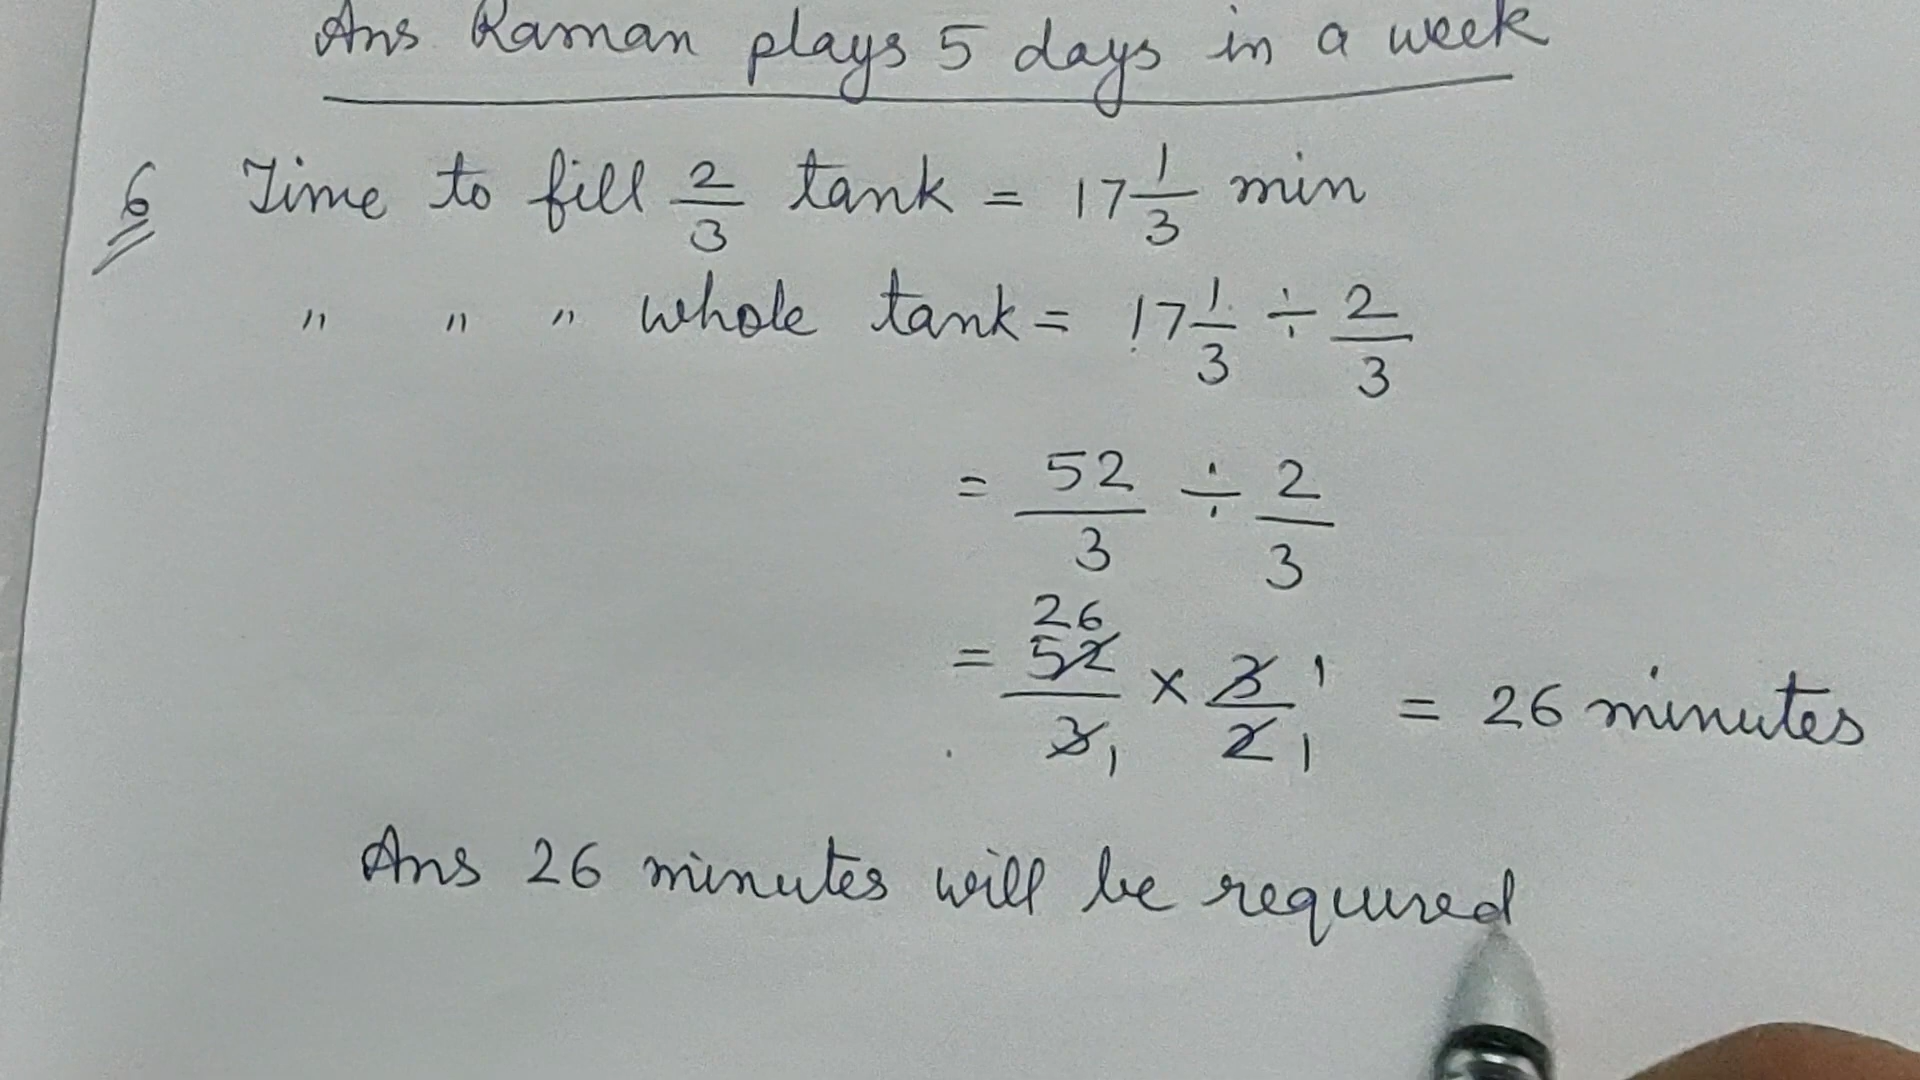 Ans Raman plays 5 days in a week
6 Time to fill 2/3 tank = 17 1/3 min
" " " whole tank = 17 1/3 ÷ 2/3
= 52/3 ÷ 2/3
26
= 52/3 1 × 3/2 1 1 = 26 minutes
Ans 26 minutes will be required